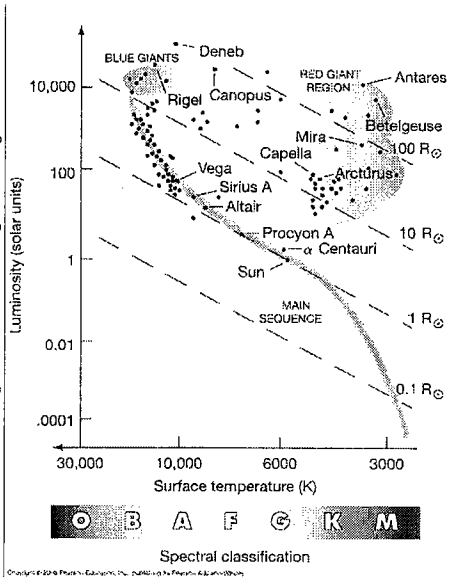 Deneb
BLUE GIANTS
RED GIANT
REGION
Antares
10,000
Rigel
Canopus
Mira
Betelgeuse
100 R☉
Capella
100
Vega
Arcturus
Sirius A
Altair
Procyon A
10 R☉
α Centauri
1
Sun
Luminosity (solar units)
MAIN
SEQUENCE
1 R☉
0.01
0.1 R☉
.0001
30,000
10,000
6000
3000
Surface temperature (K)
O B A F G K M
Spectral classification